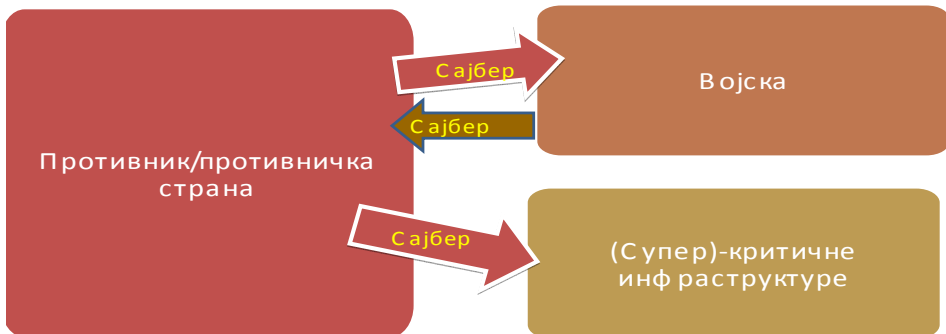 Сајбер
Војска
Сајбер
Противник/противничка
страна
Сајбер
(Супер)-критичне
инфраструктуре